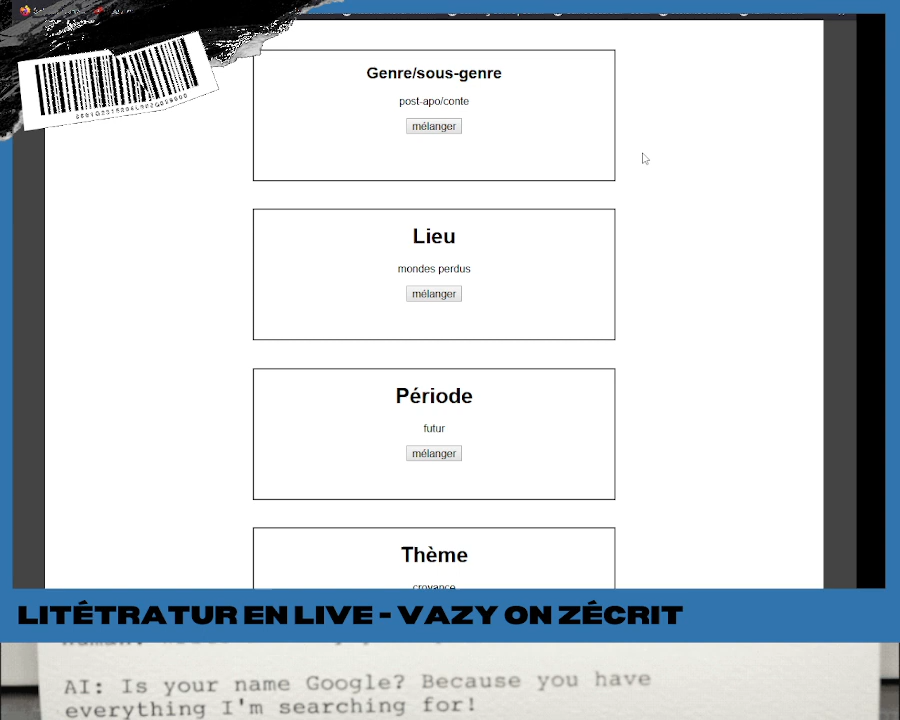 Genre/sous-genre
post-apo/conte
mélanger
Lieu
mondes perdus
mélanger
Période
futur
mélanger
Thème
croyance
LITÉTRATUR EN LIVE - VAZY ON ZÉCRIT
AI: Is your name Google? Because you have
everything I'm searching for!